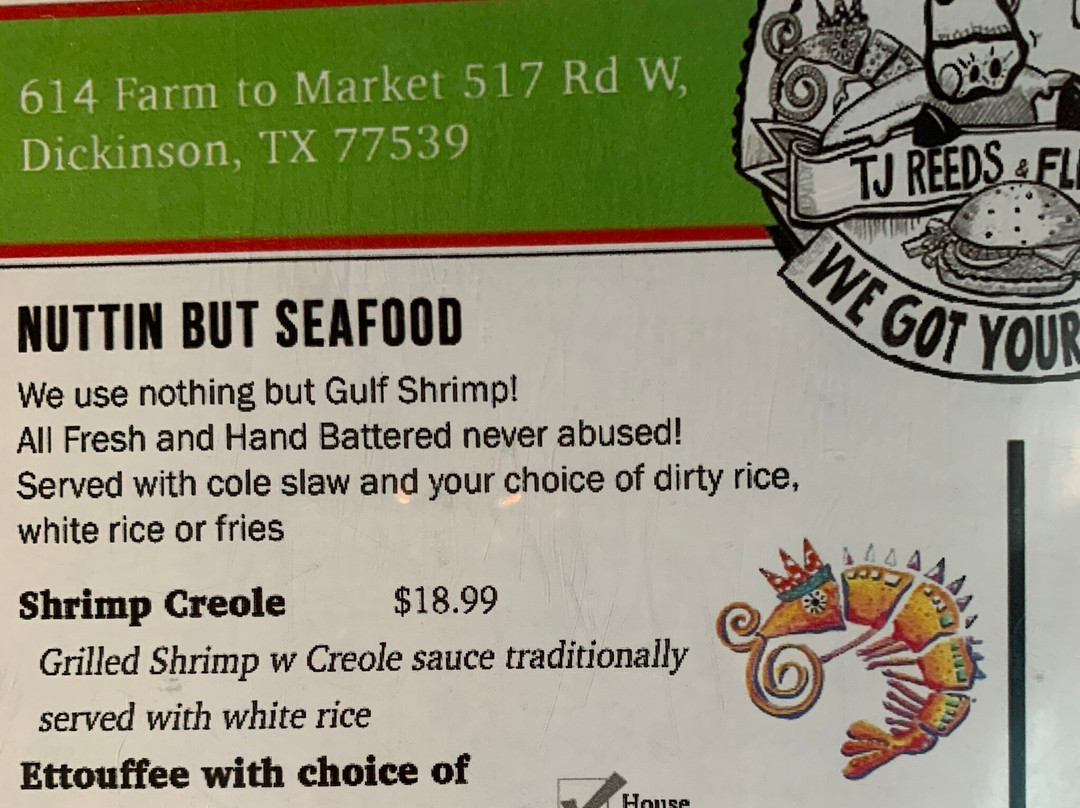 614 Farm to Market 517 Rd W,
Dickinson, TX 77539
TJ REEDS &
WE GOT YOUR
NUTTIN BUT SEAFOOD
We use nothing but Gulf Shrimp!
All Fresh and Hand Battered never abused!
Served with cole slaw and your choice of dirty rice,
white rice or fries
Shrimp Creole $18.99
Grilled Shrimp w Creole sauce traditionally
served with white rice
Ettouffee with choice of
House